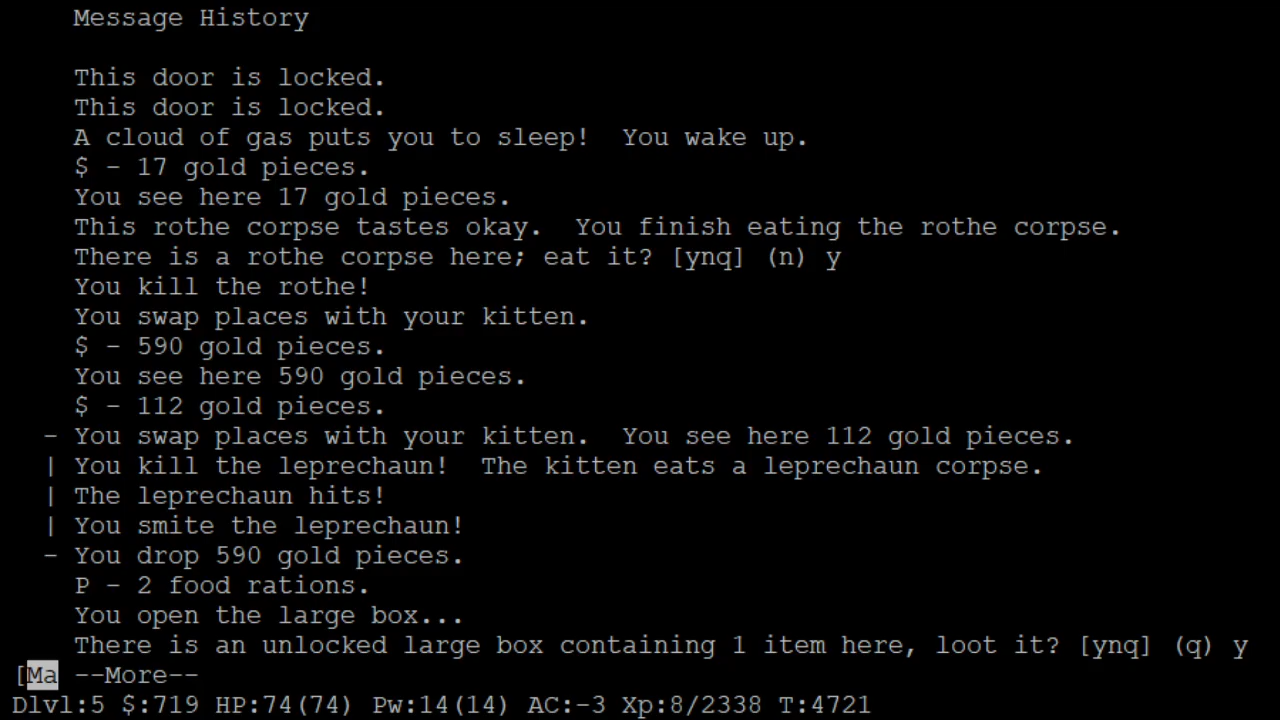 Message History
This door is locked.
This door is locked.
A cloud of gas puts you to sleep!  You wake up.
$ - 17 gold pieces.
You see here 17 gold pieces.
This rothe corpse tastes okay.  You finish eating the rothe corpse.
There is a rothe corpse here; eat it? [ynq] (n) y
You kill the rothe!
You swap places with your kitten.
$ - 590 gold pieces.
You see here 590 gold pieces.
$ - 112 gold pieces.
- You swap places with your kitten.  You see here 112 gold pieces.
| You kill the leprechaun!  The kitten eats a leprechaun corpse.
| The leprechaun hits!
| You smite the leprechaun!
- You drop 590 gold pieces.
P - 2 food rations.
You open the large box...
There is an unlocked large box containing 1 item here, loot it? [ynq] (q) y
[Ma --More--
Dlvl:5 $:719 HP:74(74) Pw:14(14) AC:-3 Xp:8/2338 T:4721